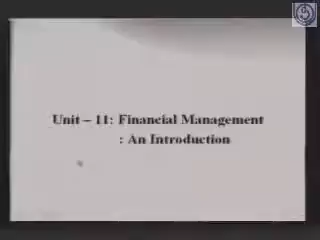 Unit – 11: Financial Management
: An Introduction